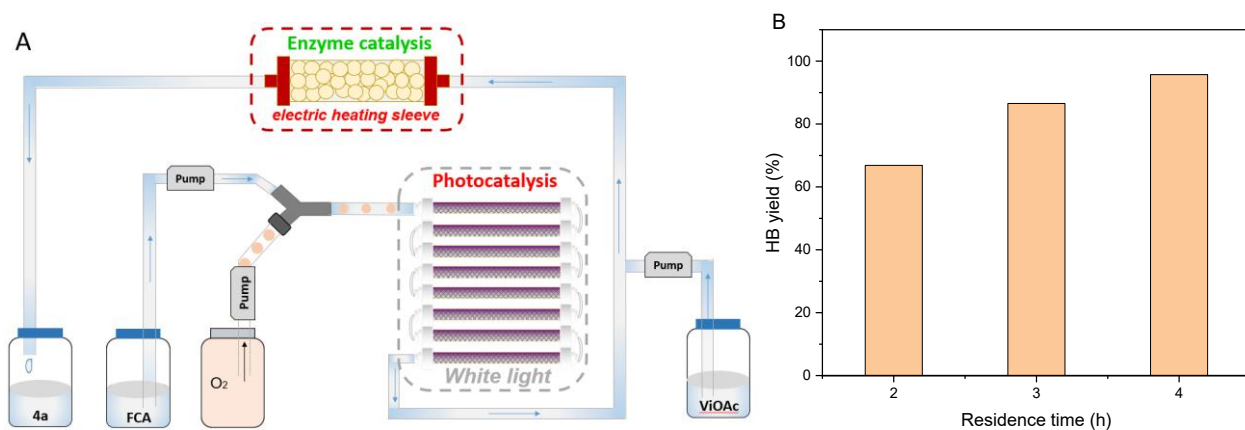 A
Enzyme catalysis
electric heating sleeve
Pump
Photocatalysis
Pump
Pump
O₂
White light
4a
FCA
ViOAc
B
HB yield (%)
100
80
60
40
20
0
2
3
4
Residence time (h)